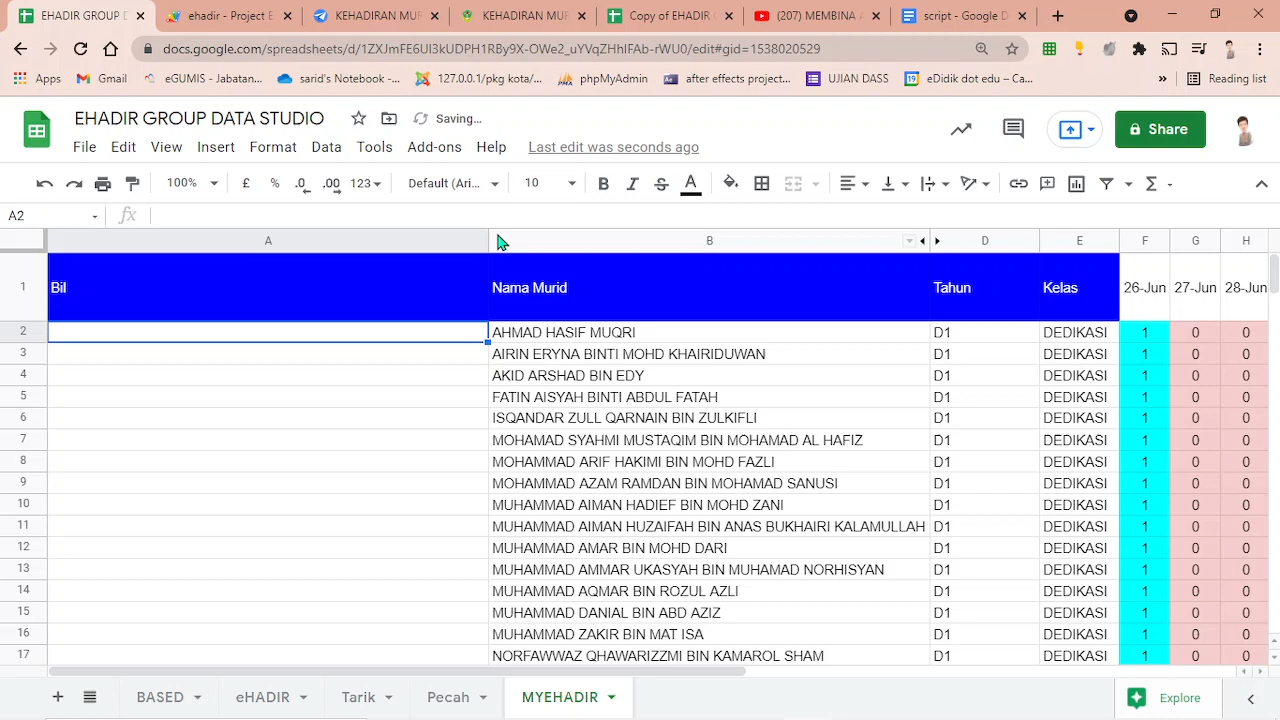 EHADIR GROUP D
ehadir - Project E
KEHADIRAN MUR
KEHADIRAN MUR
Copy of EHADIR
(207) MEMBINA A
script - Google D
docs.google.com/spreadsheets/d/1ZXJmFE6UI3kUDPH1RBy9X-OWe2_uYVqZHhIFAb-rWU0/edit#gid=1538020529
Apps
Gmail
eGUMIS - Jabatan...
sarid's Notebook -...
127.0.0.1/pkg kota/...
phpMyAdmin
after effects project...
UJIAN DASS
eDidik dot edu – Ca...
»
Reading list
EHADIR GROUP DATA STUDIO
Saving...
Share
File Edit View Insert Format Data Tools Add-ons Help Last edit was seconds ago
100% £ % .0 .00 123 Default (Ari... 10 B I S A Σ
A2 fx
A B D E F G H
1 Bil Nama Murid Tahun Kelas 26-Jun 27-Jun 28-Jun
2 AHMAD HASIF MUQRI D1 DEDIKASI 1 0 0
3 AIRIN ERYNA BINTI MOHD KHAIRIDUWAN D1 DEDIKASI 1 0 0
4 AKID ARSHAD BIN EDY D1 DEDIKASI 1 0 0
5 FATIN AISYAH BINTI ABDUL FATAH D1 DEDIKASI 1 0 0
6 ISQANDAR ZULL QARNAIN BIN ZULKIFLI D1 DEDIKASI 1 0 0
7 MOHAMAD SYAHMI MUSTAQIM BIN MOHAMAD AL HAFIZ D1 DEDIKASI 1 0 0
8 MOHAMMAD ARIF HAKIMI BIN MOHD FAZLI D1 DEDIKASI 1 0 0
9 MOHAMMAD AZAM RAMDAN BIN MOHAMAD SANUSI D1 DEDIKASI 1 0 0
10 MUHAMMAD AIMAN HADIEF BIN MOHD ZANI D1 DEDIKASI 1 0 0
11 MUHAMMAD AIMAN HUZAIFAH BIN ANAS BUKHAIRI KALAMULLAH D1 DEDIKASI 1 0 0
12 MUHAMMAD AMAR BIN MOHD DARI D1 DEDIKASI 1 0 0
13 MUHAMMAD AMMAR UKASYAH BIN MUHAMAD NORHISYAN D1 DEDIKASI 1 0 0
14 MUHAMMAD AQMAR BIN ROZUL AZLI D1 DEDIKASI 1 0 0
15 MUHAMMAD DANIAL BIN ABD AZIZ D1 DEDIKASI 1 0 0
16 MUHAMMAD ZAKIR BIN MAT ISA D1 DEDIKASI 1 0 0
17 NORFAWWAZ QHAWARIZZMI BIN KAMAROL SHAM D1 DEDIKASI 1 0 0
BASED eHADIR Tarik Pecah MYEHADIR Explore